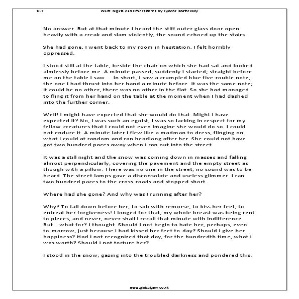 No answer. But at that minute I heard the stiff outer glass door open
heavily with a creak and slam violently, the sound echoed up the stairs.
She had gone. I went back to my room in hesitation. I felt horribly
oppressed.
I stood still at the table, beside the chair on which she had sat and looked
aimlessly before me. A minute passed, suddenly I started, straight before
me on the table I saw.... In short, I saw a crumpled blue five-rouble note,
the one I had thrust into her hand a minute before. It was the same note;
it could be no other, there was no other in the flat. So she had managed
to fling it from her hand on the table at the moment when I had dashed
into the further corner.
Well! I might have expected that she would do that. Might I have
expected it? No, I was such an egoist, I was so lacking in respect for my
fellow-creatures that I could not even imagine she would do so. I could
not endure it. A minute later I flew like a madman to dress, flinging on
what I could at random and ran headlong after her. She could not have
got two hundred paces away when I ran out into the street.
It was a still night and the snow was coming down in masses and falling
almost perpendicularly, covering the pavement and the empty street as
though with a pillow. There was no one in the street, no sound was to be
heard. The street lamps gave a disconsolate and useless glimmer. I ran
two hundred paces to the cross-roads and stopped short.
Where had she gone? And why was I running after her?
Why? To fall down before her, to sob with remorse, to kiss her feet, to
entreat her forgiveness! I longed for that, my whole breast was being rent
to pieces, and never, never shall I recall that minute with indifference.
But—what for? I thought. Should I not begin to hate her, perhaps, even
to-morrow, just because I had kissed her feet to-day? Should I give her
happiness? Had I not recognised that day, for the hundredth time, what I
was worth? Should I not torture her?
I stood in the snow, gazing into the troubled darkness and pondered this.